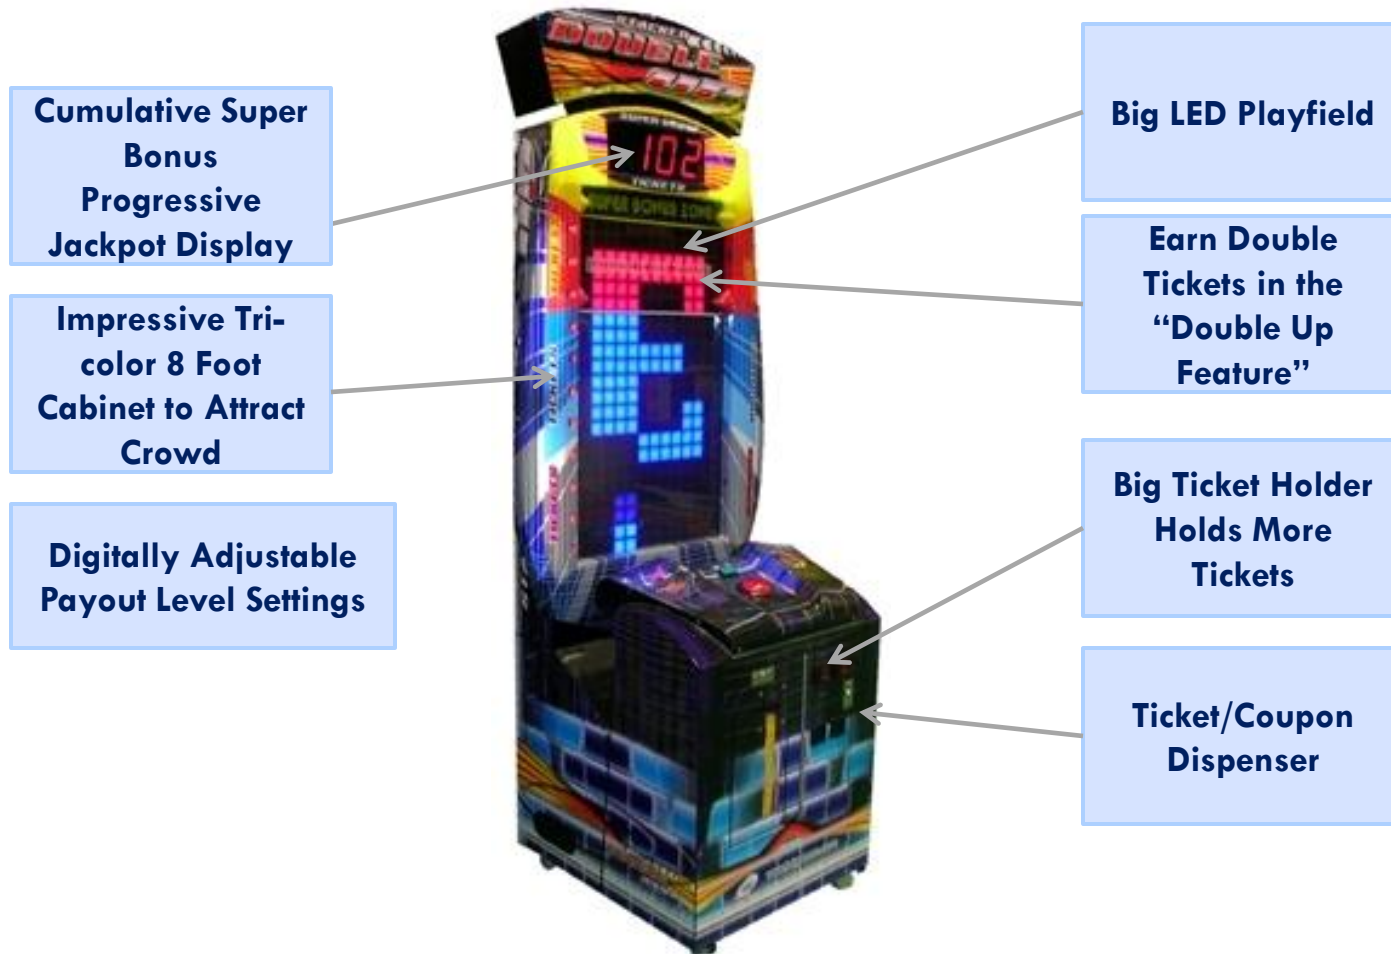 DOUBLE
102
TICKETS
SUPER BONUS ZONE
Cumulative Super
Bonus
Progressive
Jackpot Display
Impressive Tri-
color 8 Foot
Cabinet to Attract
Crowd
Digitally Adjustable
Payout Level Settings
Big LED Playfield
Earn Double
Tickets in the
“Double Up
Feature”
Big Ticket Holder
Holds More
Tickets
Ticket/Coupon
Dispenser